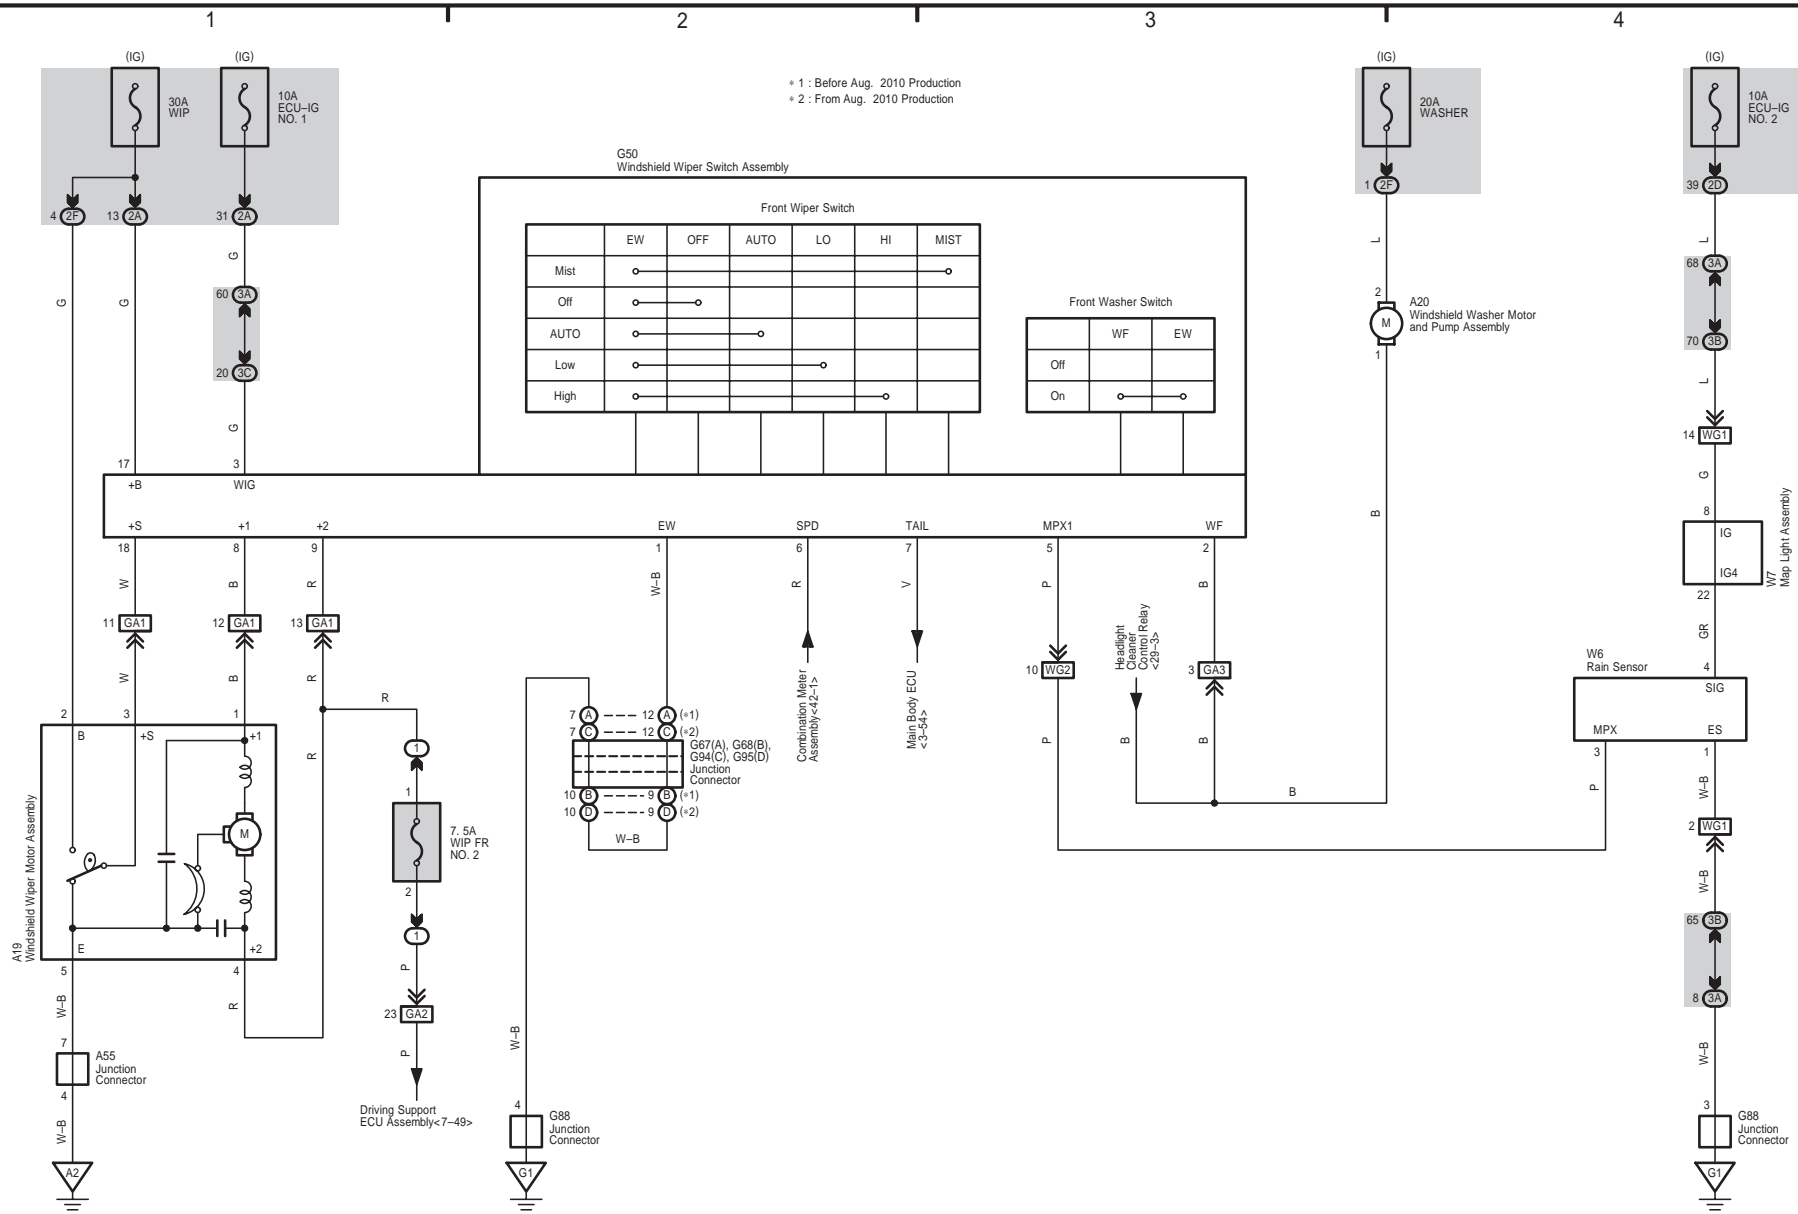 1
2
3
4
(IG)
(IG)
(IG)
(IG)
30A
WIP
10A
ECU–IG
NO. 1
∗ 1 : Before Aug. 2010 Production
∗ 2 : From Aug. 2010 Production
20A
WASHER
10A
ECU–IG
NO. 2
4 2F
13 2A
31 2A
1 2F
39 2D
G50
Windshield Wiper Switch Assembly
Front Wiper Switch
EW OFF AUTO LO HI MIST
Mist
Off
AUTO
Low
High
Front Washer Switch
WF EW
Off
On
G
G
G
60 3A
20 3C
G
17
3
+B
WIG
+S
+1
+2
EW
SPD
TAIL
MPX1
WF
18
8
9
1
6
7
5
2
W
B
R
W–B
R
V
P
B
11 GA1
12 GA1
13 GA1
W
B
R
R
R
2
3
1
B
+S
+1
M
E
+2
A19
Windshield Wiper Motor Assembly
5
4
W–B
R
7
A55
Junction
Connector
4
W–B
A2
1
1
7. 5A
WIP FR
NO. 2
2
1
P
23 GA2
P
Driving Support
ECU Assembly<7–49>
7 A 12 A (∗1)
7 C 12 C (∗2)
G67(A), G68(B),
G94(C), G95(D)
Junction
Connector
10 B 9 B (∗1)
10 D 9 D (∗2)
W–B
W–B
4
G88
Junction
Connector
G1
Combination Meter
Assembly<42–1>
Main Body ECU
<3–54>
10 WG2
P
Headlight
Cleaner
Control Relay
<29–3>
3 GA3
B
B
B
L
2
A20
Windshield Washer Motor
and Pump Assembly
M
1
B
L
68 3A
70 3B
L
14 WG1
G
8
IG
IG4
W7
Map Light Assembly
22
GR
W6
Rain Sensor
4
SIG
MPX
ES
3
1
P
W–B
2 WG1
W–B
65 3B
8 3A
W–B
3
G88
Junction
Connector
G1